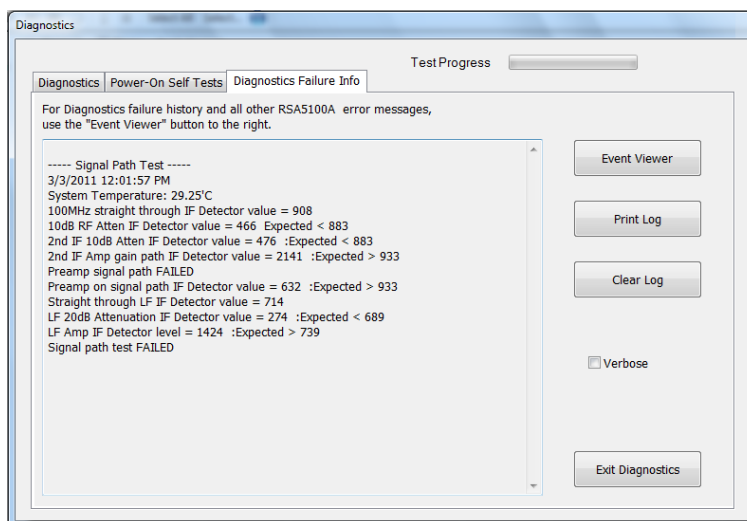 Diagnostics
Test Progress
Diagnostics Power-On Self Tests Diagnostics Failure Info
For Diagnostics failure history and all other RSA5100A error messages,
use the "Event Viewer" button to the right.
----- Signal Path Test -----
3/3/2011 12:01:57 PM
System Temperature: 29.25'C
100MHz straight through IF Detector value = 908
10dB RF Atten IF Detector value = 466 Expected < 883
2nd IF 10dB Atten IF Detector value = 476 :Expected < 883
2nd IF Amp gain path IF Detector value = 2141 :Expected > 933
Preamp signal path FAILED
Preamp on signal path IF Detector value = 632 :Expected > 933
Straight through LF IF Detector value = 714
LF 20dB Attenuation IF Detector value = 274 :Expected < 689
LF Amp IF Detector level = 1424 :Expected > 739
Signal path test FAILED
Event Viewer
Print Log
Clear Log
Verbose
Exit Diagnostics